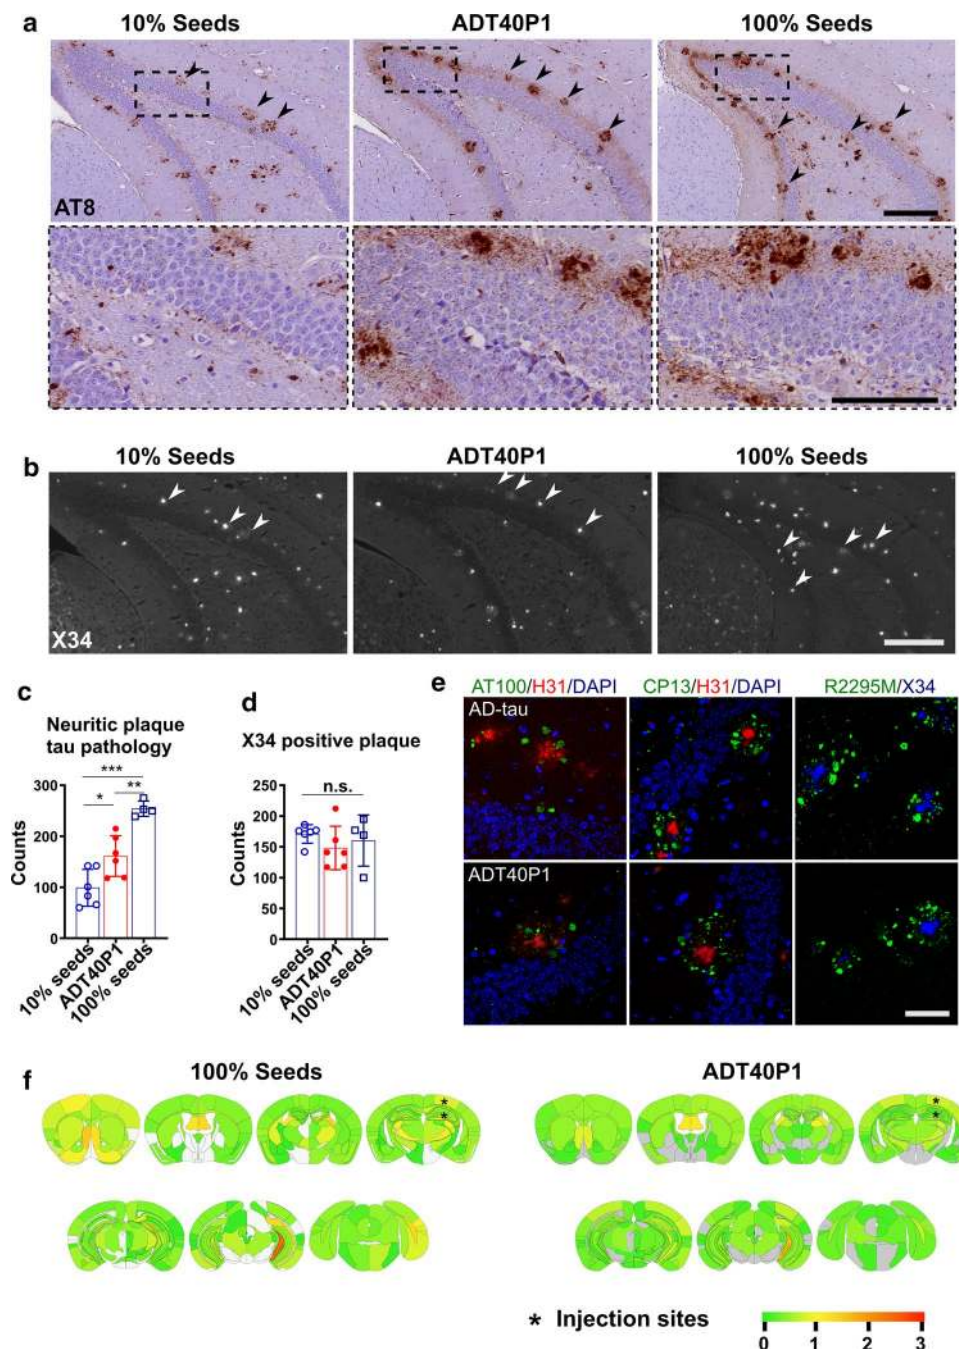 a
10% Seeds ADT40P1 100% Seeds
AT8
b
10% Seeds ADT40P1 100% Seeds
X34
c
Neuritic plaque
tau pathology
***
* **
300
200
100
0
Counts
10% seeds
ADT40P1
100% seeds
d
X34 positive plaque
n.s.
250
200
150
100
50
0
Counts
10% seeds
ADT40P1
100% seeds
e
AT100/H31/DAPI CP13/H31/DAPI R2295M/X34
AD-tau
ADT40P1
f
100% Seeds ADT40P1
*
*
*
*
* Injection sites
0 1 2 3